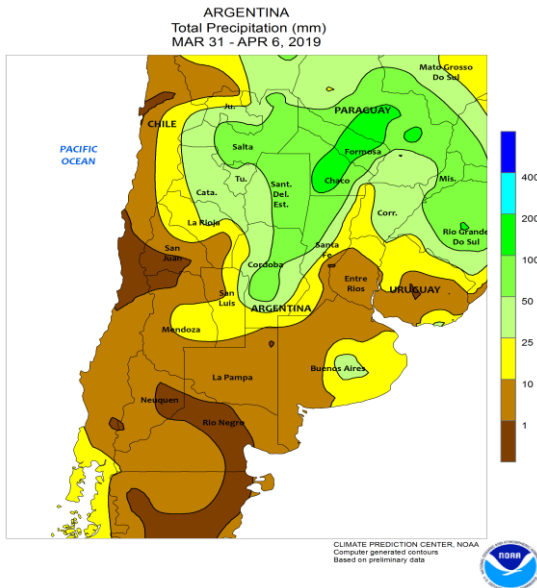 ARGENTINA
Total Precipitation (mm)
MAR 31 - APR 6, 2019
Mato Grosso
Do Sul
Ju.
PARAGUAY
CHILE
PACIFIC
OCEAN
Salta
Formosa
Tu.
Chaco
Mis.
Cata.
Sant.
Del.
Est.
Corr.
La Rioja
Rio Grande
Do Sul
San
Juan
Santa
Fe
Cordoba
Entre
Rios
URUGUAY
San
Luis
ARGENTINA
Mendoza
Buenos Aires
La Pampa
Neuquen
Rio Negro
400
200
100
50
25
10
1
CLIMATE PREDICTION CENTER, NOAA
Computer generated contours
Based on preliminary data
NOAA